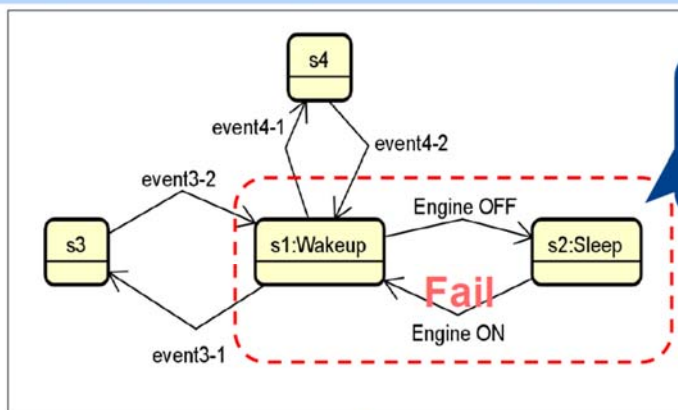 s4
event4-1
event4-2
event3-2
Engine OFF
s3
s1:Wakeup
s2:Sleep
Fail
Engine ON
event3-1